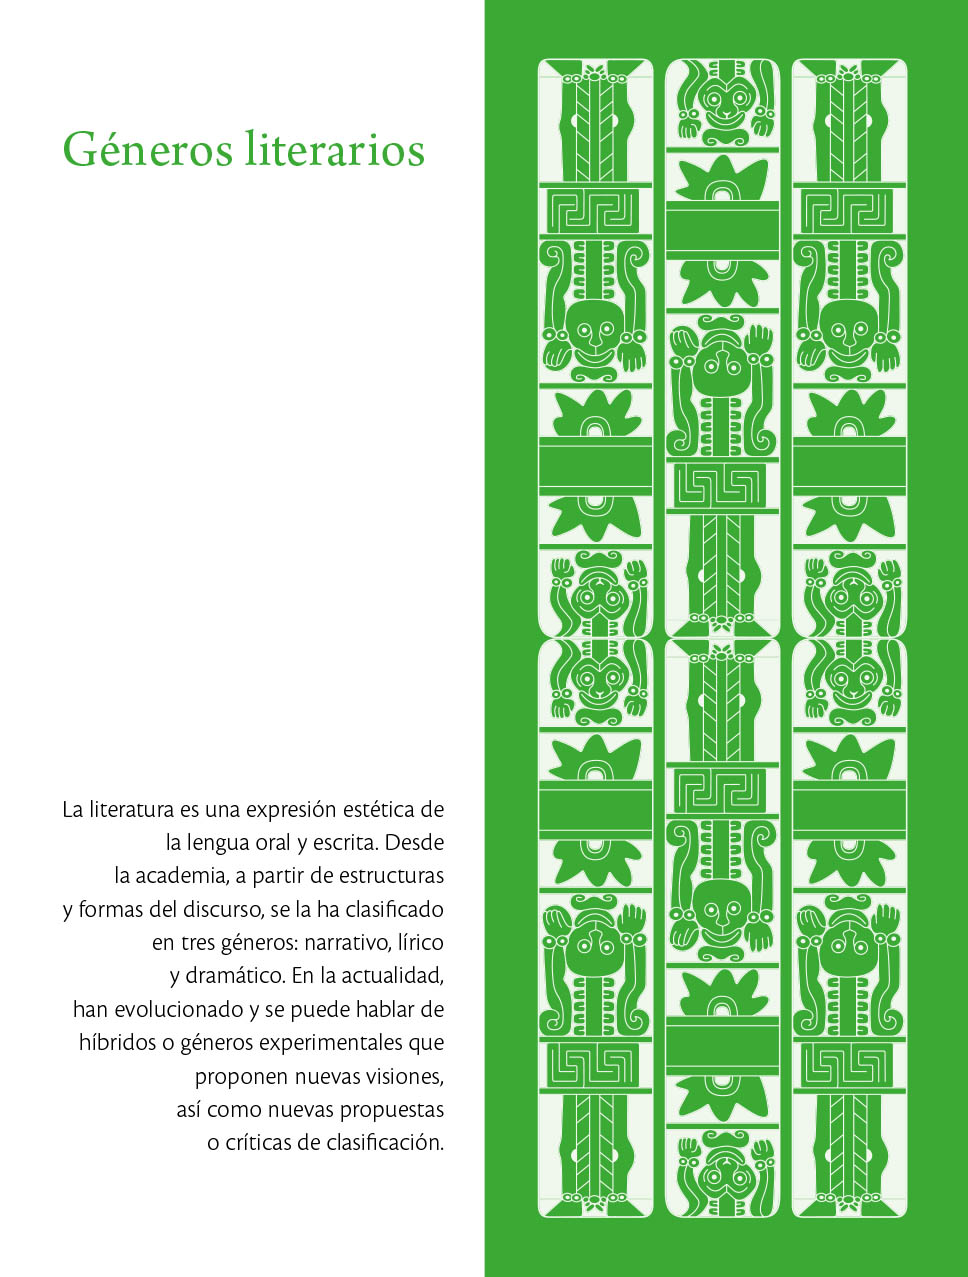 Géneros literarios
La literatura es una expresión estética de
la lengua oral y escrita. Desde
la academia, a partir de estructuras
y formas del discurso, se la ha clasificado
en tres géneros: narrativo, lírico
y dramático. En la actualidad,
han evolucionado y se puede hablar de
híbridos o géneros experimentales que
proponen nuevas visiones,
así como nuevas propuestas
o críticas de clasificación.